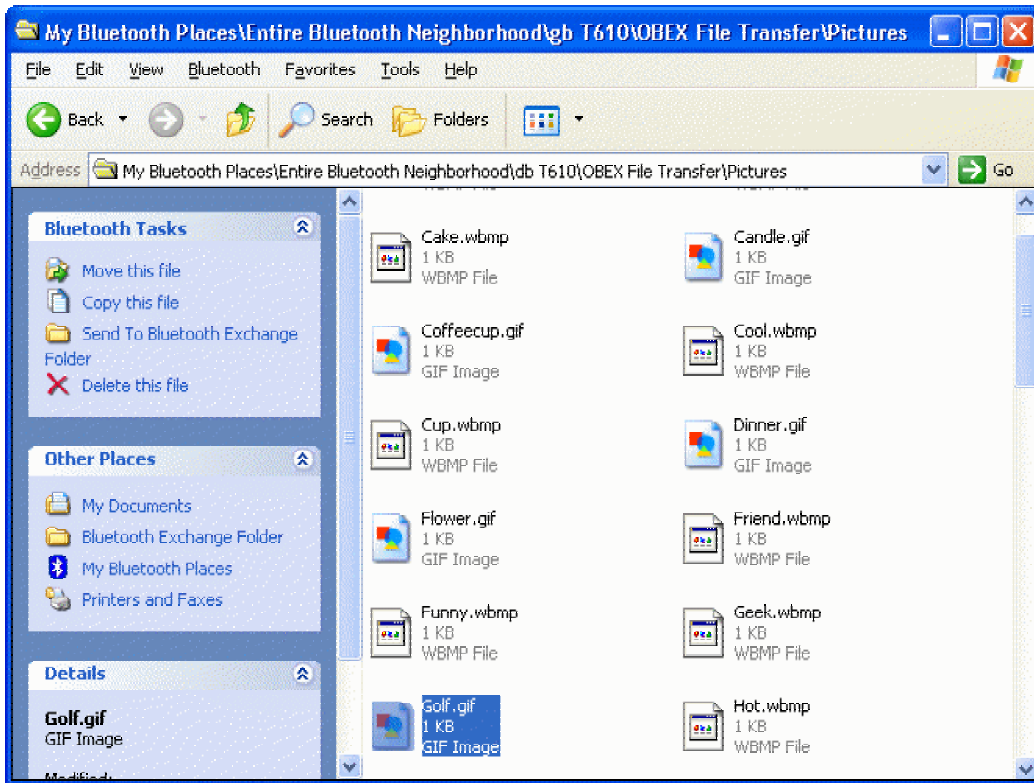 My Bluetooth Places\Entire Bluetooth Neighborhood\gb T610\OBEX File Transfer\Pictures
File Edit View Bluetooth Favorites Tools Help
Back Search Folders
Address My Bluetooth Places\Entire Bluetooth Neighborhood\db T610\OBEX File Transfer\Pictures Go
Bluetooth Tasks
Move this file
Copy this file
Send To Bluetooth Exchange
Folder
Delete this file
Other Places
My Documents
Bluetooth Exchange Folder
My Bluetooth Places
Printers and Faxes
Details
Golf.gif
GIF Image
Modified:
Cake.wbmp
1 KB
WBMP File
Candle.gif
1 KB
GIF Image
Coffeecup.gif
1 KB
GIF Image
Cool.wbmp
1 KB
WBMP File
Cup.wbmp
1 KB
WBMP File
Dinner.gif
1 KB
GIF Image
Flower.gif
1 KB
GIF Image
Friend.wbmp
1 KB
WBMP File
Funny.wbmp
1 KB
WBMP File
Geek.wbmp
1 KB
WBMP File
Golf.gif
1 KB
GIF Image
Hot.wbmp
1 KB
WBMP File